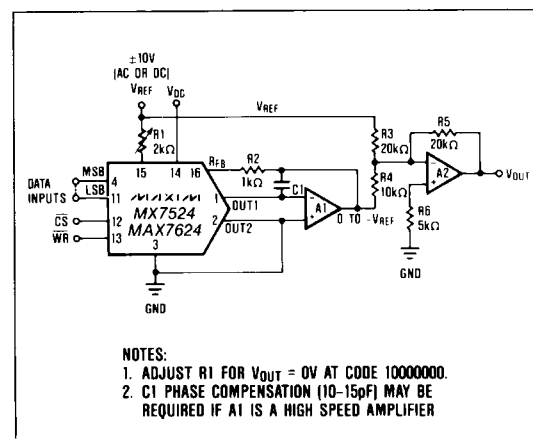 ±10V
(AC OR DC)
VREF
VDC
VREF
R1
2kΩ
R3
20kΩ
R5
20kΩ
MSB
15
14
16
RFB
R2
1kΩ
R4
10kΩ
A2
VOUT
DATA
INPUTS
4
LSB
11
MAXIM
MX7524
MAX7624
1
OUT1
C1
A1
0 TO -VREF
CS
12
2
OUT2
R6
5kΩ
WR
13
3
GND
GND
NOTES:
1. ADJUST R1 FOR VOUT = 0V AT CODE 10000000.
2. C1 PHASE COMPENSATION (10-15pF) MAY BE
REQUIRED IF A1 IS A HIGH SPEED AMPLIFIER